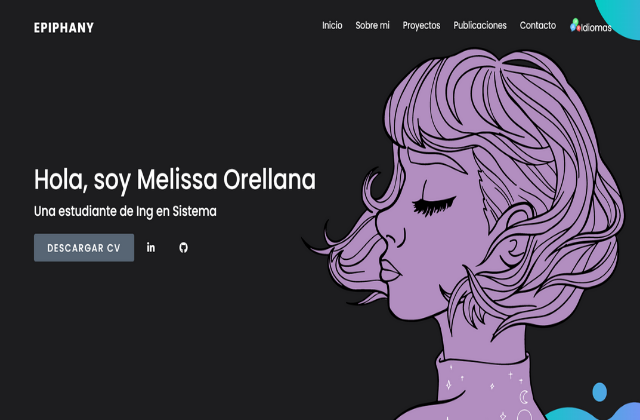 EPIPHANY
Inicio Sobre mi Proyectos Publicaciones Contacto Idiomas
Hola, soy Melissa Orellana
Una estudiante de Ing en Sistema
DESCARGAR CV in